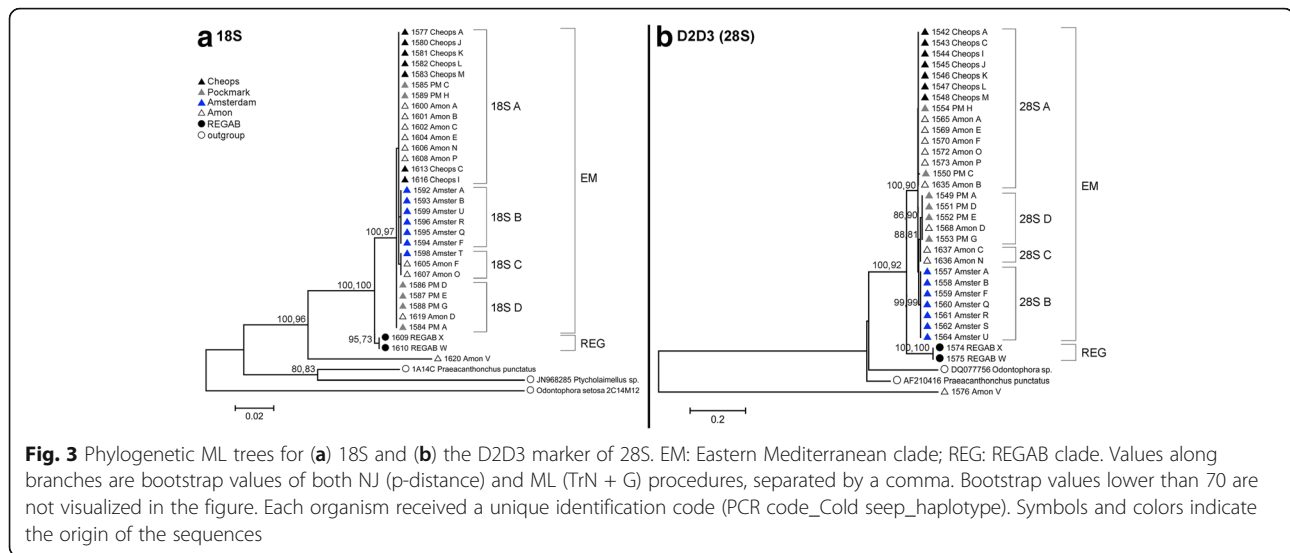 a 18S
Cheops
Pockmark
Amsterdam
Amon
REGAB
outgroup
1577 Cheops A
1580 Cheops J
1581 Cheops K
1582 Cheops L
1583 Cheops M
1585 PM C
1589 PM H
1600 Amon A
1601 Amon B
1602 Amon C
1604 Amon E
1606 Amon N
1608 Amon P
1613 Cheops C
1616 Cheops I
1592 Amster A
1593 Amster B
1599 Amster U
1596 Amster R
1595 Amster Q
1594 Amster F
1598 Amster T
1605 Amon F
1607 Amon O
1586 PM D
1587 PM E
1588 PM G
1619 Amon D
1584 PM A
1609 REGAB X
1610 REGAB W
1620 Amon V
1A14C Praeacanthonchus punctatus
JN968285 Ptycholaimellus sp.
Odontophora setosa 2C14M12
18S A
18S B
18S C
18S D
EM
REG
100,97
100,100
100,96
95,73
80,83
0.02
b D2D3 (28S)
1542 Cheops A
1543 Cheops C
1544 Cheops I
1545 Cheops J
1546 Cheops K
1547 Cheops L
1548 Cheops M
1554 PM H
1565 Amon A
1569 Amon E
1570 Amon F
1572 Amon O
1573 Amon P
1550 PM C
1635 Amon B
1549 PM A
1551 PM D
1552 PM E
1568 Amon D
1553 PM G
1637 Amon C
1636 Amon N
1557 Amster A
1558 Amster B
1559 Amster F
1560 Amster Q
1561 Amster R
1562 Amster S
1564 Amster U
1574 REGAB X
1575 REGAB W
DQ077756 Odontophora sp.
AF210416 Praeacanthonchus punctatus
1576 Amon V
28S A
28S D
28S C
28S B
EM
REG
100,90
86,90
88,81
100,92
99,99
100,100
0.2
Fig. 3 Phylogenetic ML trees for (a) 18S and (b) the D2D3 marker of 28S. EM: Eastern Mediterranean clade; REG: REGAB clade. Values along
branches are bootstrap values of both NJ (p-distance) and ML (TrN + G) procedures, separated by a comma. Bootstrap values lower than 70 are
not visualized in the figure. Each organism received a unique identification code (PCR code_Cold seep_haplotype). Symbols and colors indicate
the origin of the sequences